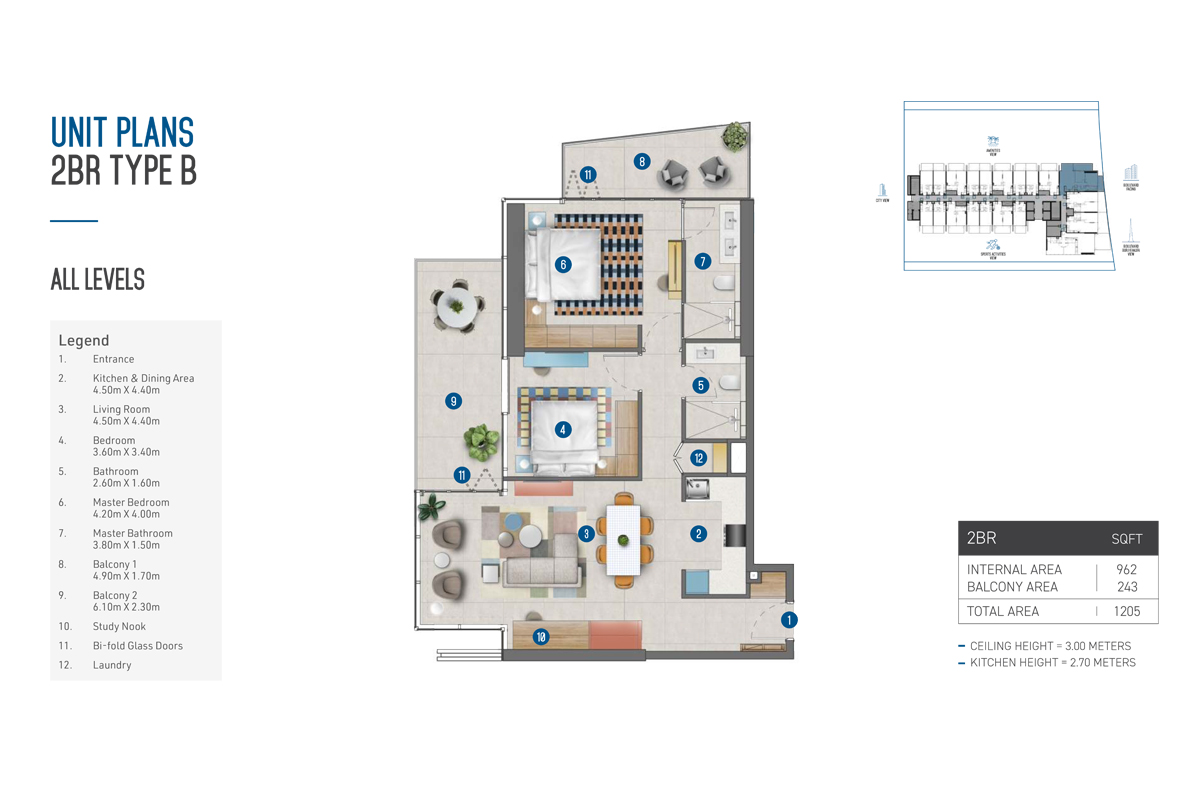 UNIT PLANS
2BR TYPE B
ALL LEVELS
Legend
1. Entrance
2. Kitchen & Dining Area
4.50m X 4.40m
3. Living Room
4.50m X 4.40m
4. Bedroom
3.60m X 3.40m
5. Bathroom
2.60m X 1.60m
6. Master Bedroom
4.20m X 4.00m
7. Master Bathroom
3.80m X 1.50m
8. Balcony 1
4.90m X 1.70m
9. Balcony 2
6.10m X 2.30m
10. Study Nook
11. Bi-fold Glass Doors
12. Laundry
8
11
6
7
9
5
4
12
11
3
2
1
10
AMENITIES
VIEW
CITY VIEW
BOULEVARD
FACING
SPORTS ACTIVITIES
VIEW
BOULEVARD
VIEW
2BR SQFT
INTERNAL AREA 962
BALCONY AREA 243
TOTAL AREA 1205
CEILING HEIGHT = 3.00 METERS
KITCHEN HEIGHT = 2.70 METERS